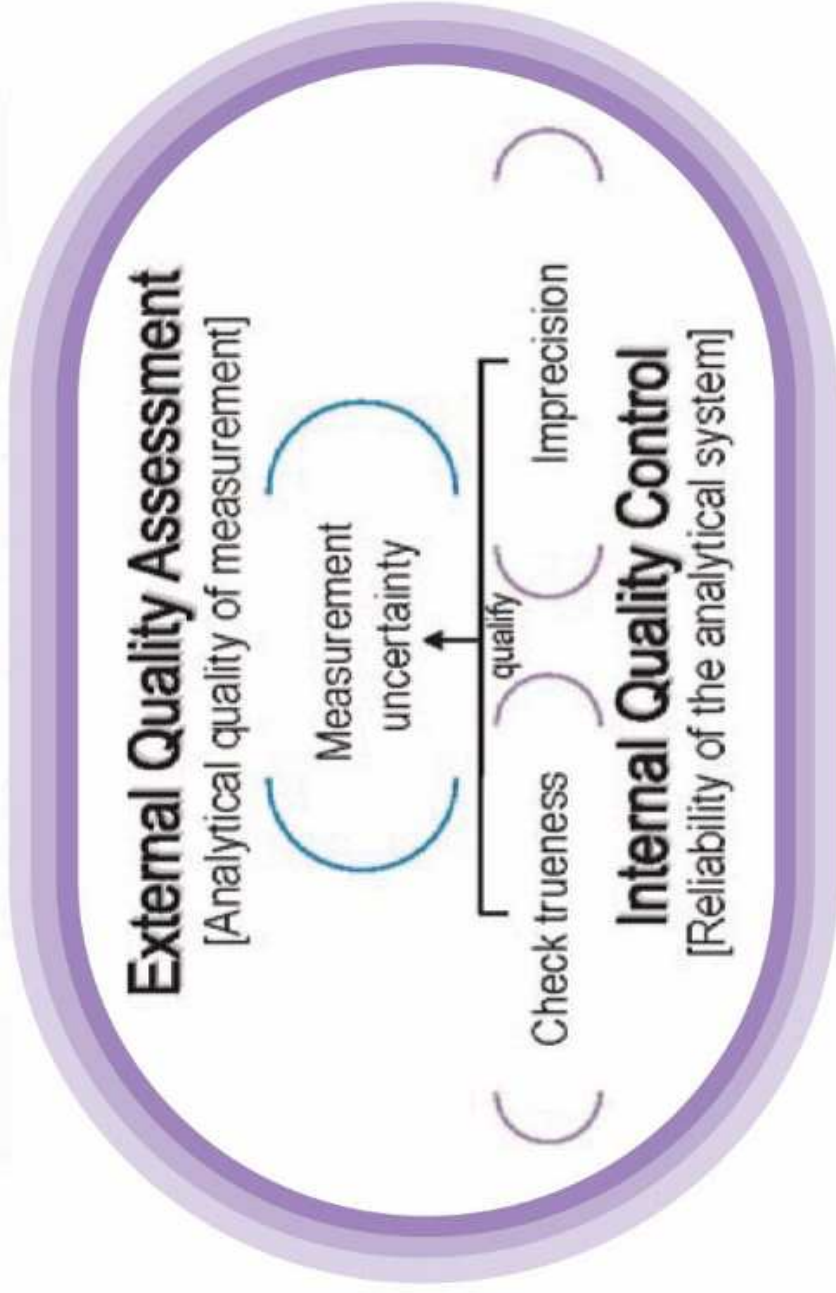 External Quality Assessment
[Analytical quality of measurement]
Measurement
uncertainty
qualify
Check trueness
Imprecision
Internal Quality Control
[Reliability of the analytical system]